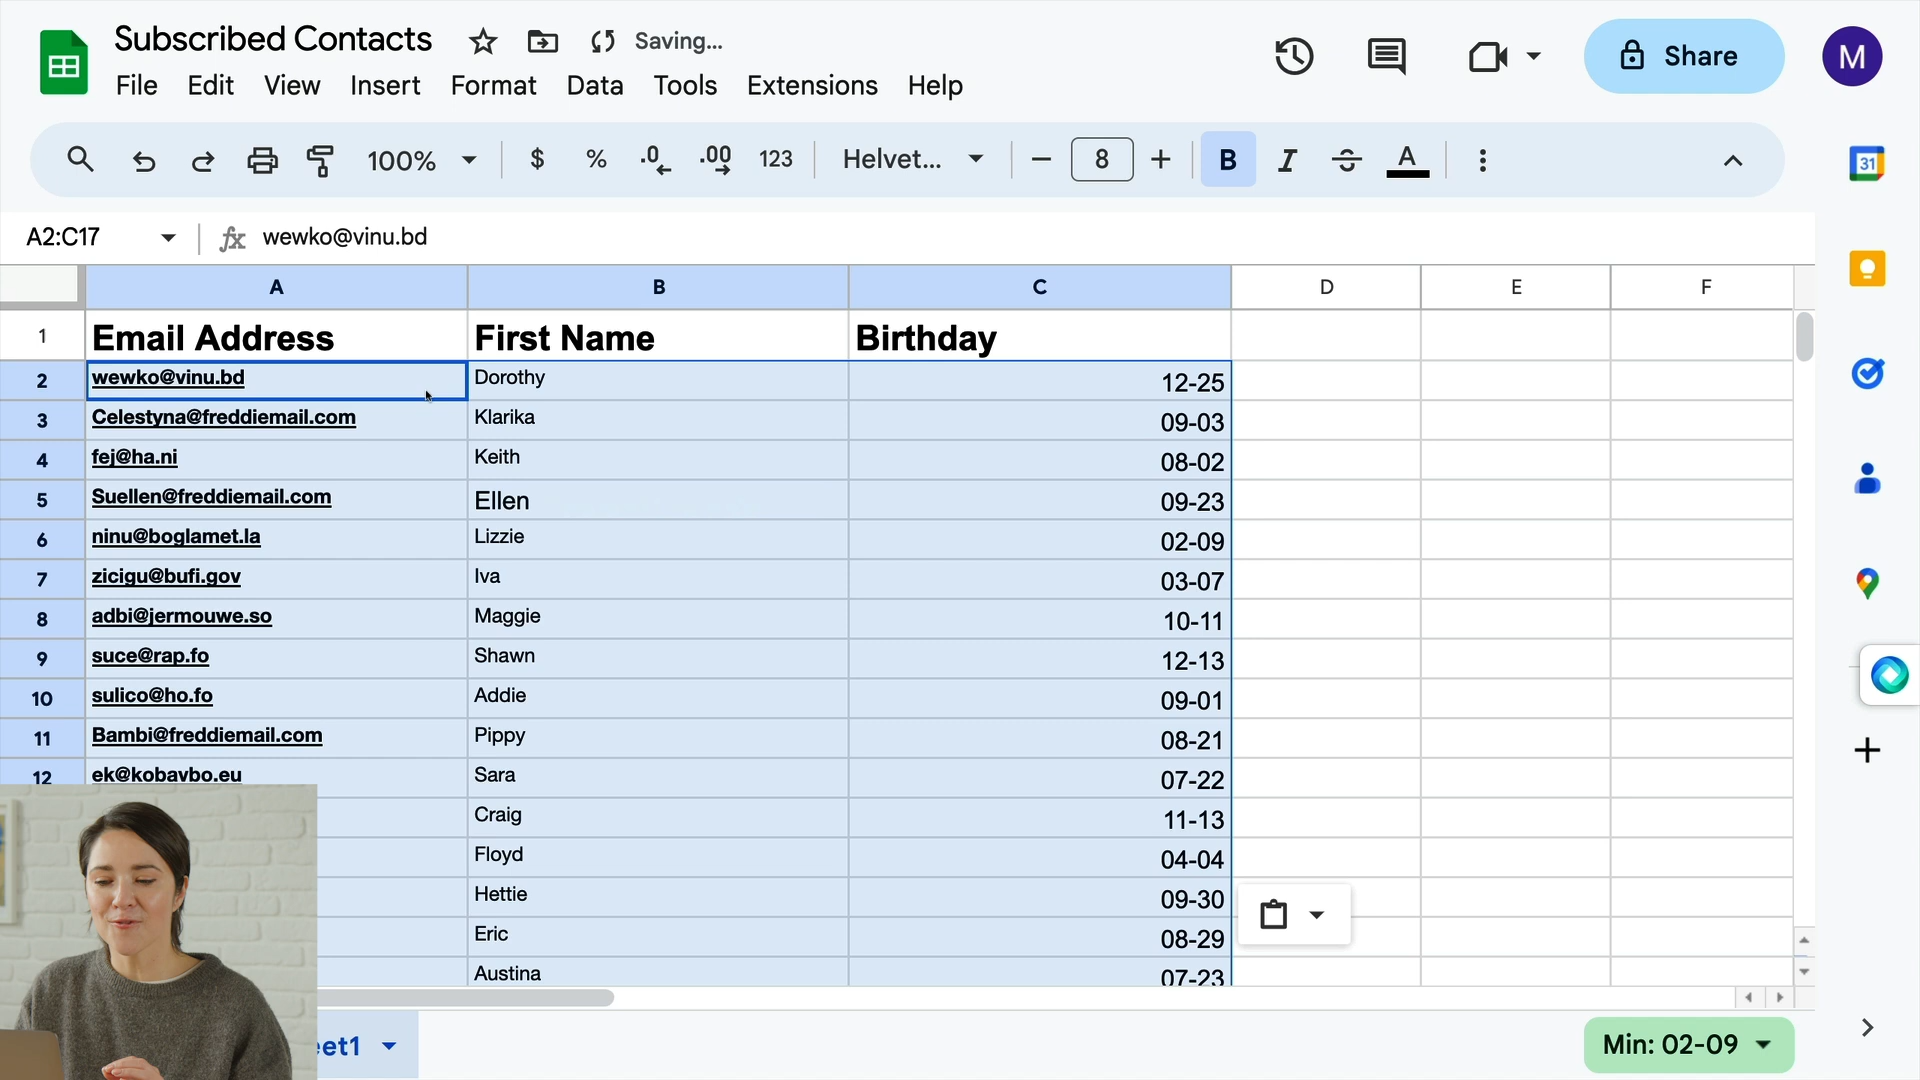 Subscribed Contacts Saving...
File Edit View Insert Format Data Tools Extensions Help
Share
M
100% $ % .0 .00 123 Helvet... 8 B I S A
31
A2:C17 fx wewko@vinu.bd
A B C D E F
1 Email Address First Name Birthday
2 wewko@vinu.bd Dorothy 12-25
3 Celestyna@freddiemail.com Klarika 09-03
4 fej@ha.ni Keith 08-02
5 Suellen@freddiemail.com Ellen 09-23
6 ninu@boglamet.la Lizzie 02-09
7 zicigu@bufi.gov Iva 03-07
8 adbi@jermouwe.so Maggie 10-11
9 suce@rap.fo Shawn 12-13
10 sulico@ho.fo Addie 09-01
11 Bambi@freddiemail.com Pippy 08-21
12 ek@kobavbo.eu Sara 07-22
Craig 11-13
Floyd 04-04
Hettie 09-30
Eric 08-29
Austina 07-23
eet1
Min: 02-09